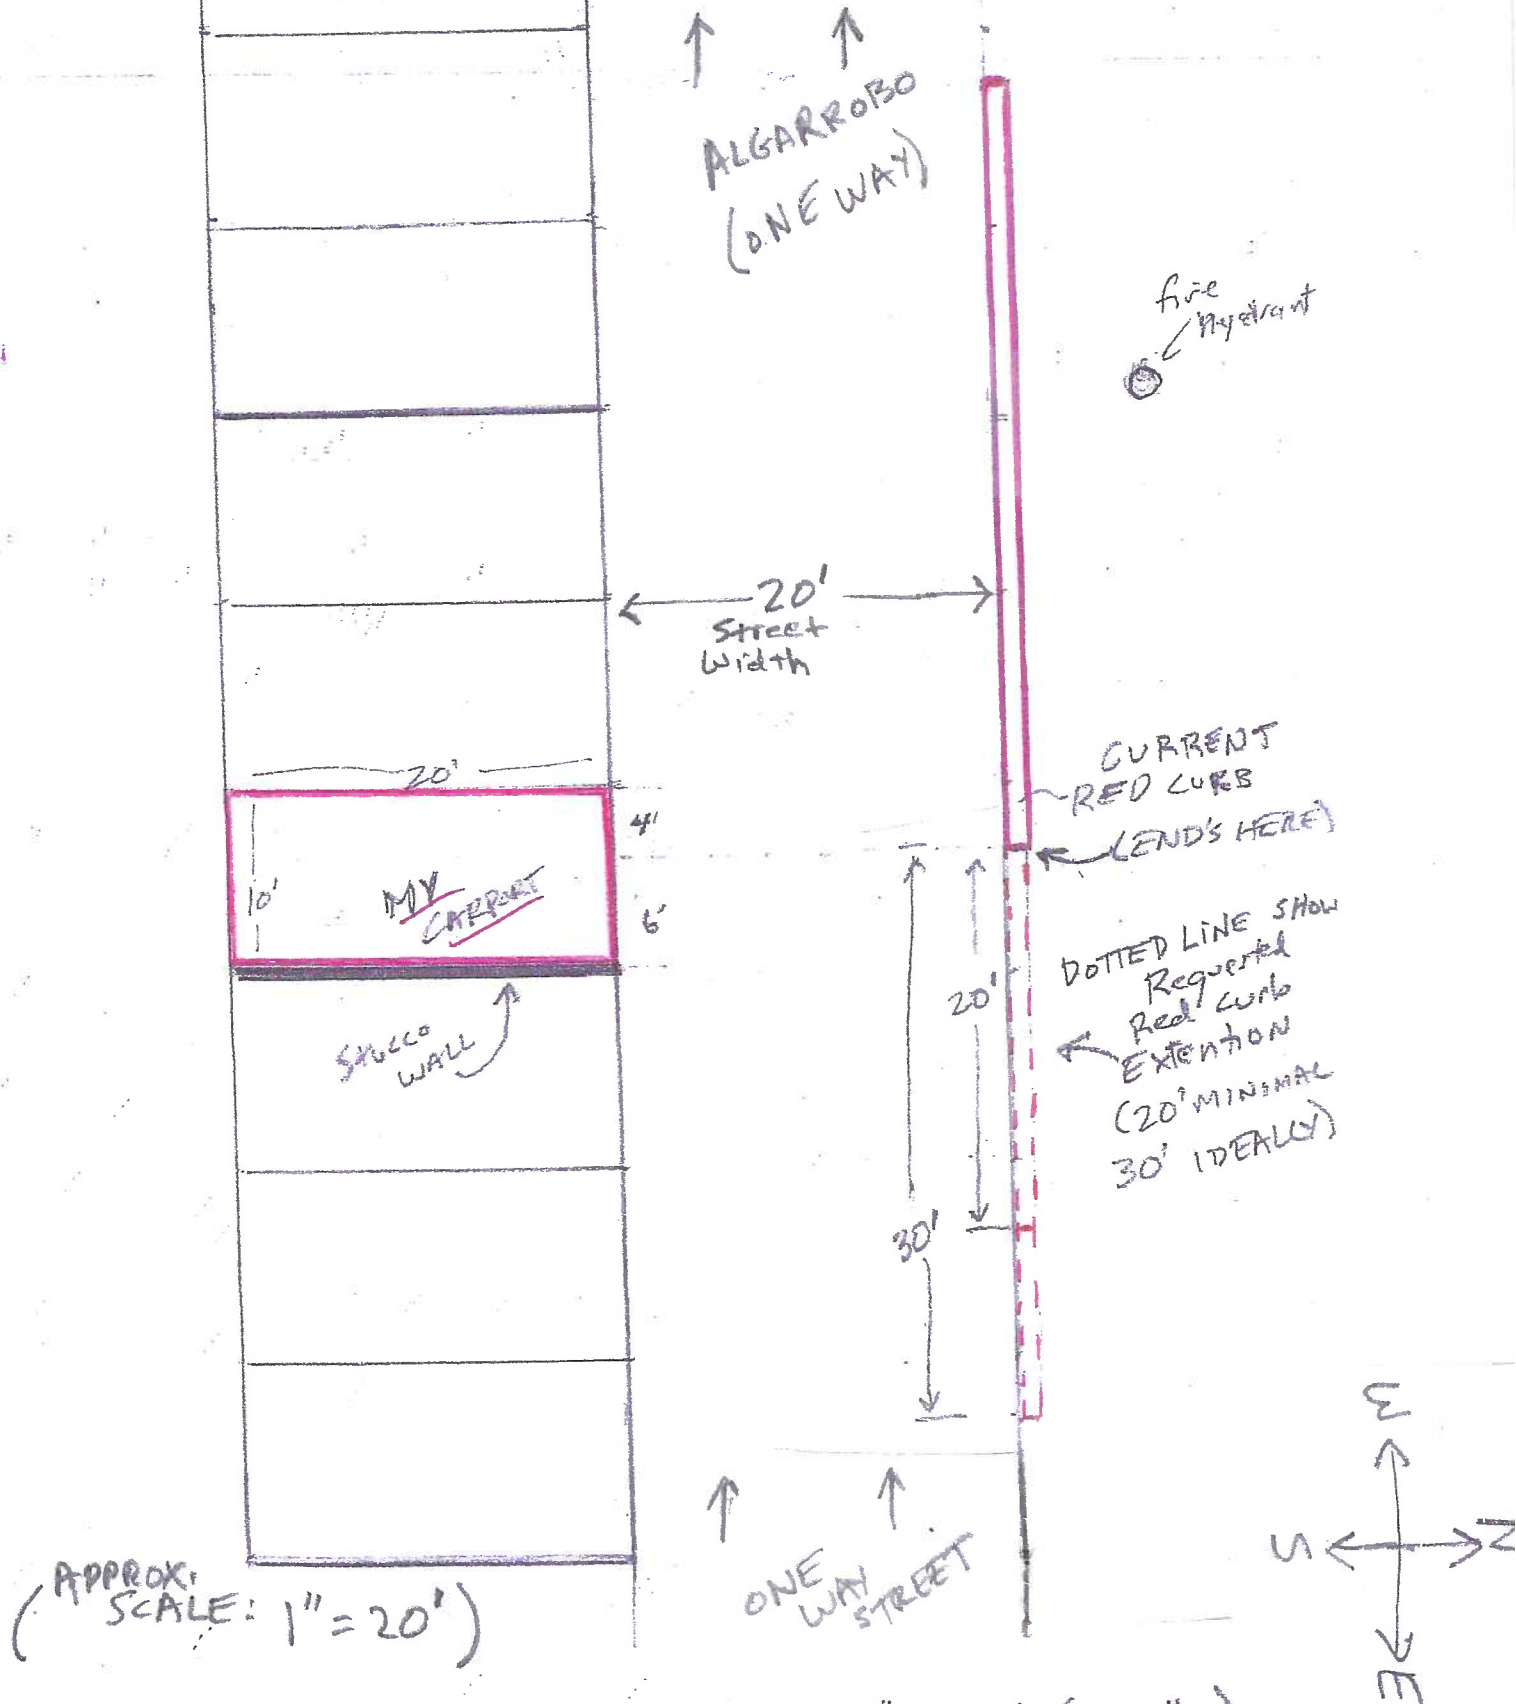 ALGARROBO
(ONE WAY)
fire
hydrant
20'
Street
Width
CURRENT
RED CURB
(END'S HERE)
20'
4'
10'
MY
CARPORT
6'
STUCCO
WALL
DOTTED LINE SHOW
Requested
Red Curb
EXTENTION
(20' MINIMAL
30' IDEALLY)
20'
30'
ONE
WAY
STREET
(APPROX.
SCALE: 1" = 20')
W
S
N
E